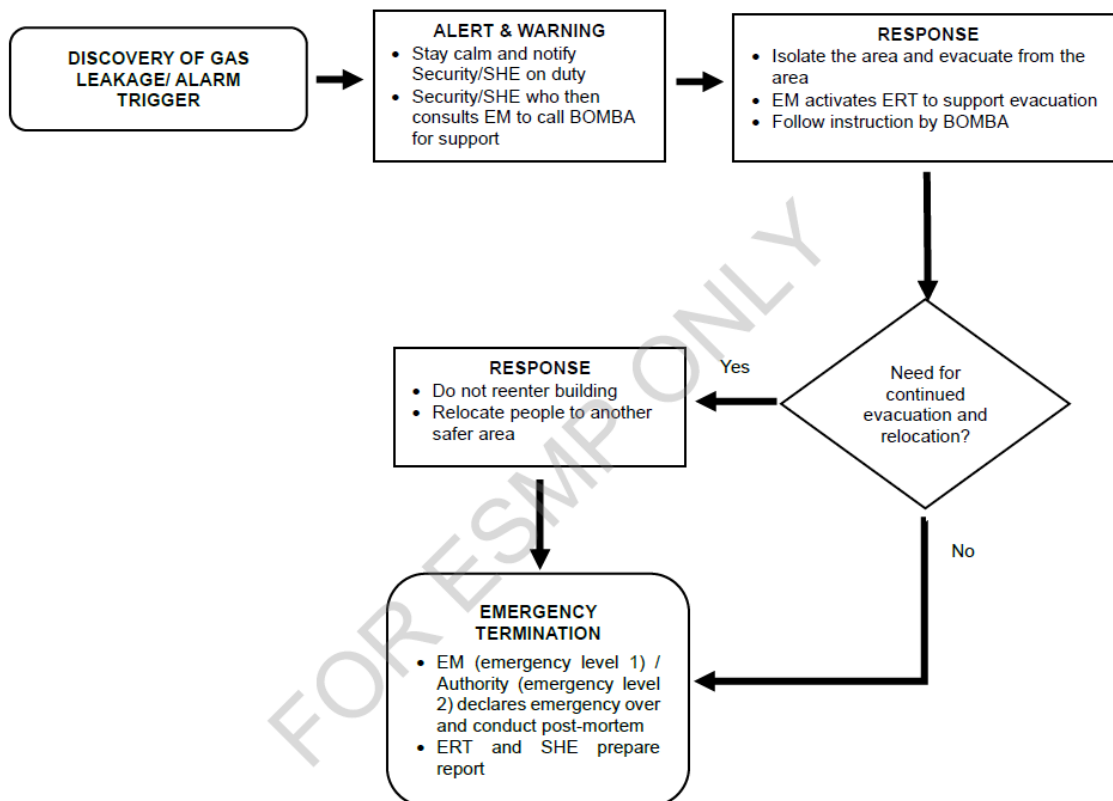 DISCOVERY OF GAS
LEAKAGE/ ALARM
TRIGGER
ALERT & WARNING
• Stay calm and notify
Security/SHE on duty
• Security/SHE who then
consults EM to call BOMBA
for support
RESPONSE
• Isolate the area and evacuate from the
area
• EM activates ERT to support evacuation
• Follow instruction by BOMBA
Need for
continued
evacuation and
relocation?
Yes
RESPONSE
• Do not reenter building
• Relocate people to another
safer area
No
EMERGENCY
TERMINATION
• EM (emergency level 1) /
Authority (emergency level
2) declares emergency over
and conduct post-mortem
• ERT and SHE prepare
report
FOR ESMP ONLY